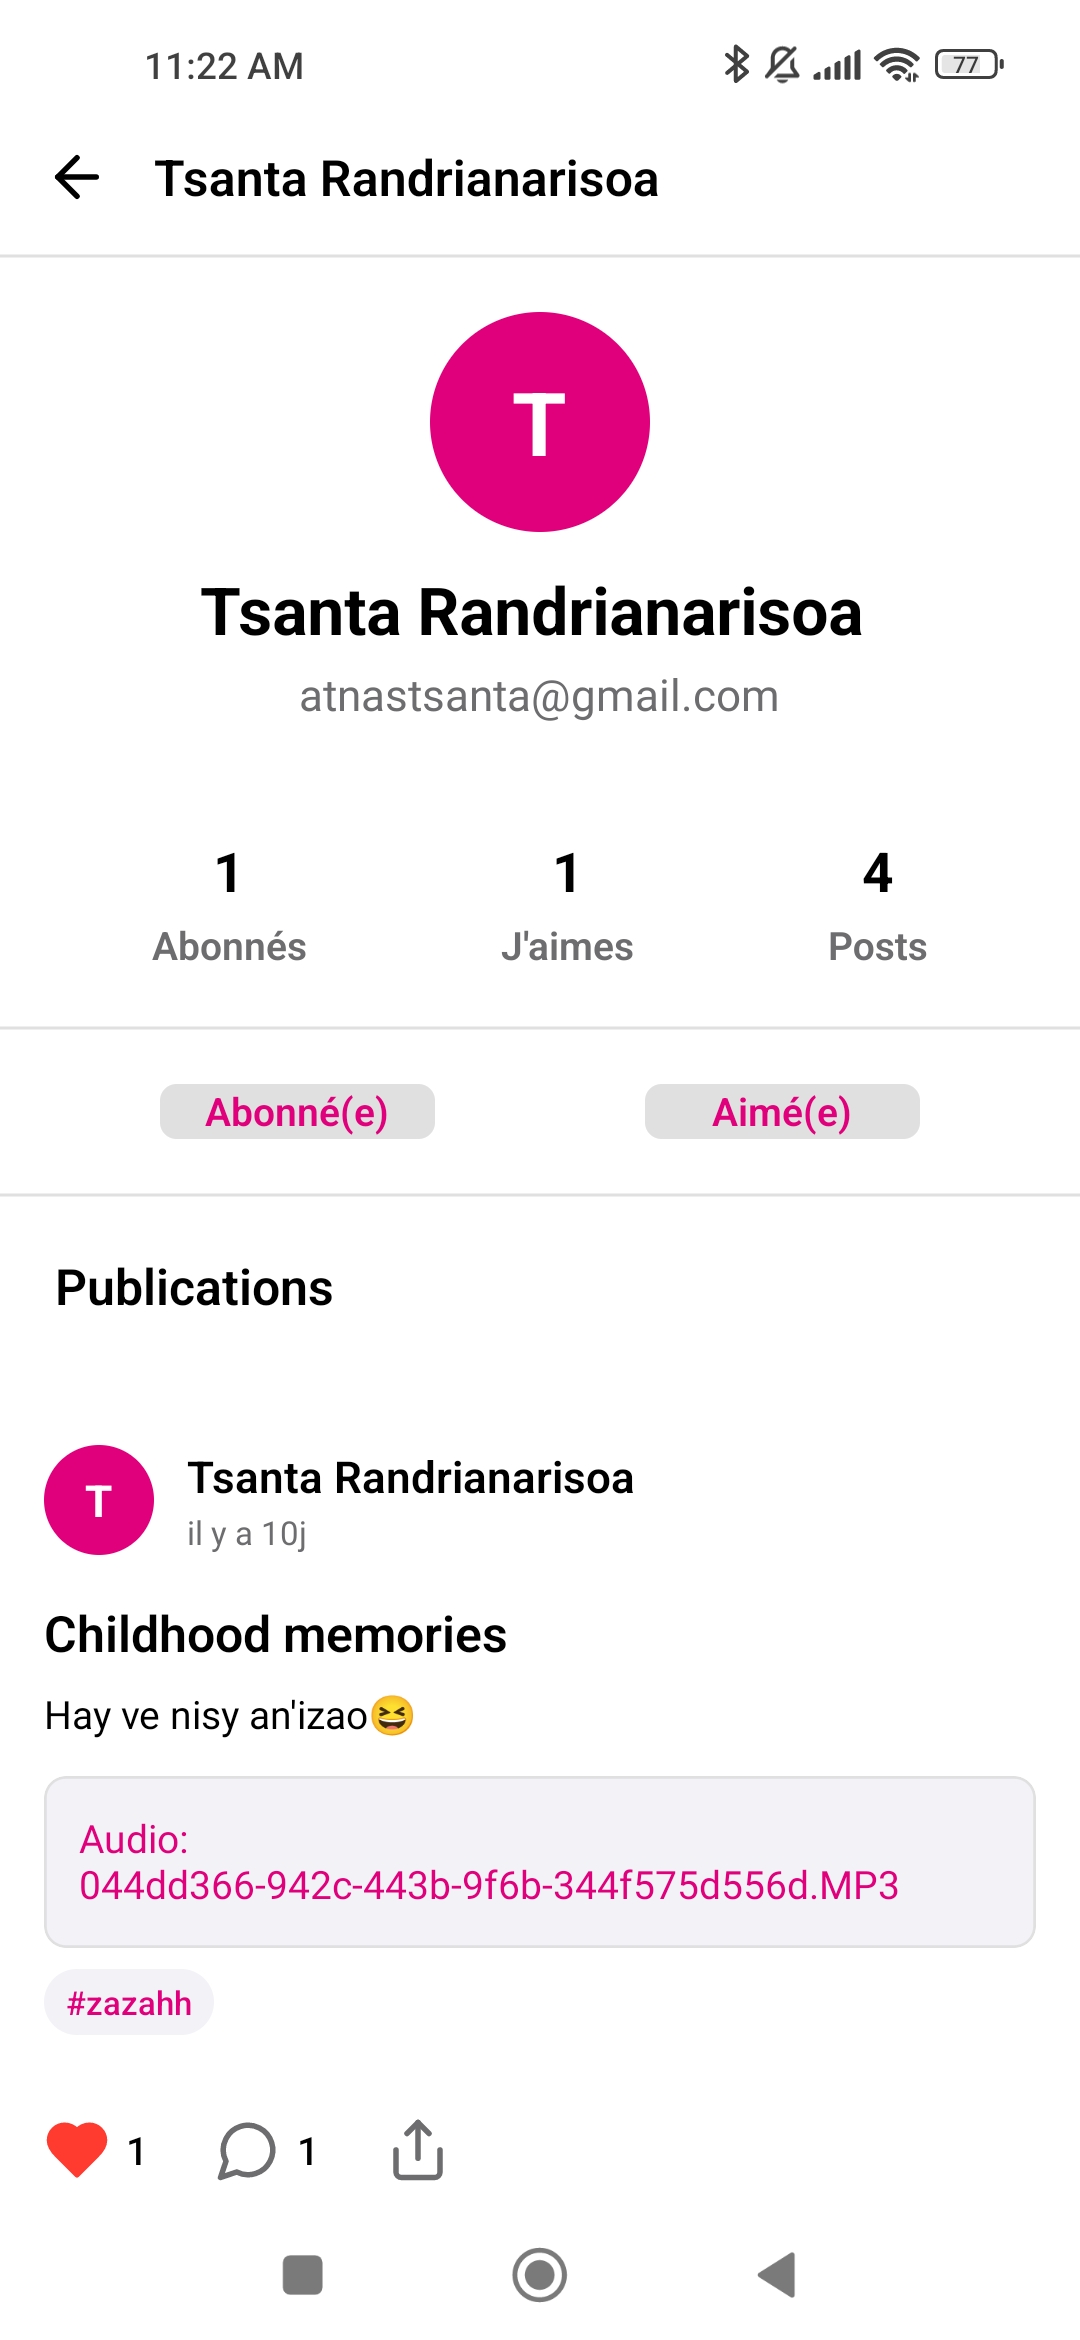 11:22 AM
77
Tsanta Randrianarisoa
T
Tsanta Randrianarisoa
atnastsanta@gmail.com
1 1 4
Abonnés J'aimes Posts
Abonné(e) Aimé(e)
Publications
T
Tsanta Randrianarisoa
il y a 10j
Childhood memories
Hay ve nisy an'izao😆
Audio:
044dd366-942c-443b-9f6b-344f575d556d.MP3
#zazahh
1 1